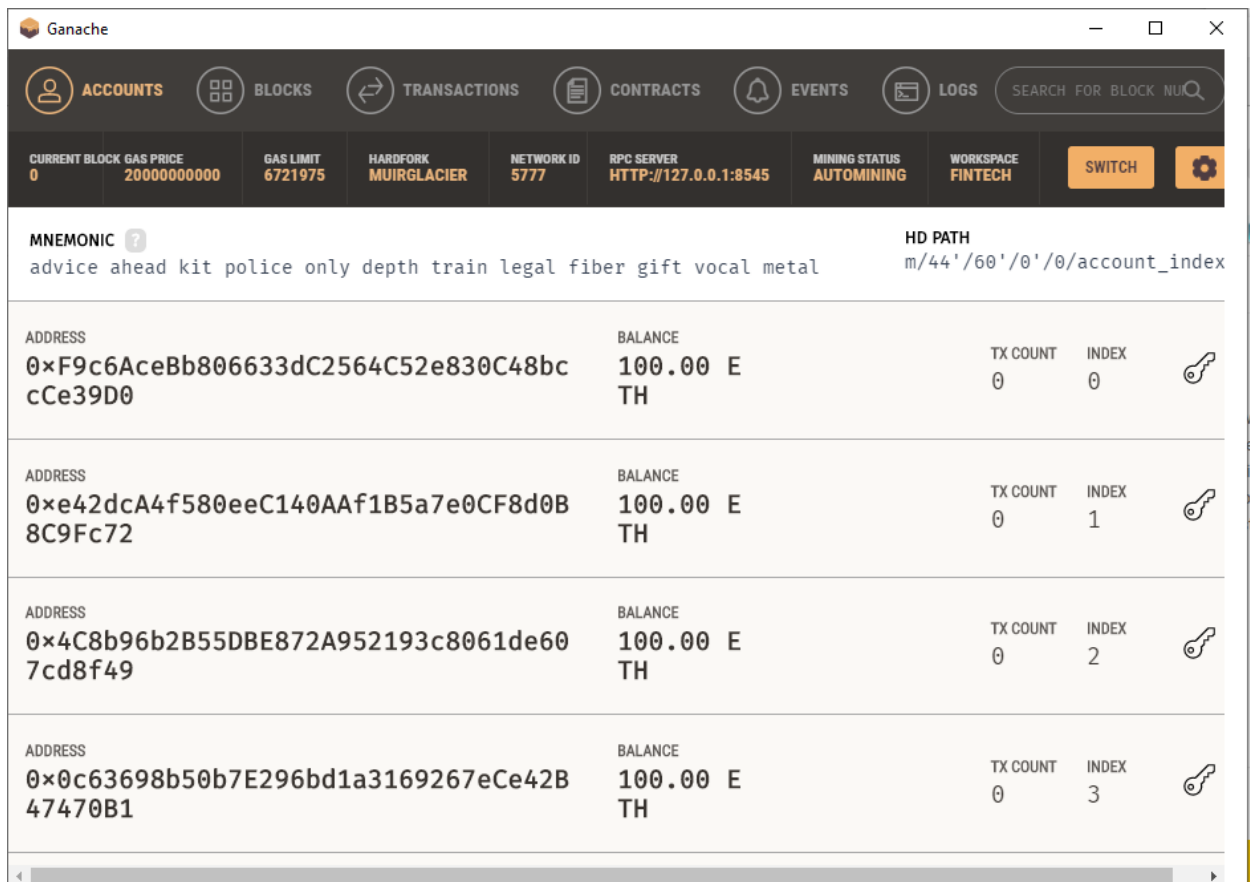 Ganache
ACCOUNTS BLOCKS TRANSACTIONS CONTRACTS EVENTS LOGS SEARCH FOR BLOCK NU
CURRENT BLOCK GAS PRICE GAS LIMIT HARDFORK NETWORK ID RPC SERVER MINING STATUS WORKSPACE SWITCH
0 20000000000 6721975 MUIRGLACIER 5777 HTTP://127.0.0.1:8545 AUTOMINING FINTECH
MNEMONIC ? HD PATH
advice ahead kit police only depth train legal fiber gift vocal metal m/44'/60'/0'/0/account_index
ADDRESS BALANCE TX COUNT INDEX
0×F9c6AceBb806633dC2564C52e830C48bc 100.00 E 0 0
cCe39D0 TH
ADDRESS BALANCE TX COUNT INDEX
0×e42dcA4f580eeC140AAf1B5a7e0CF8d0B 100.00 E 0 1
8C9Fc72 TH
ADDRESS BALANCE TX COUNT INDEX
0×4C8b96b2B55DBE872A952193c8061de60 100.00 E 0 2
7cd8f49 TH
ADDRESS BALANCE TX COUNT INDEX
0×0c63698b50b7E296bd1a3169267eCe42B 100.00 E 0 3
47470B1 TH